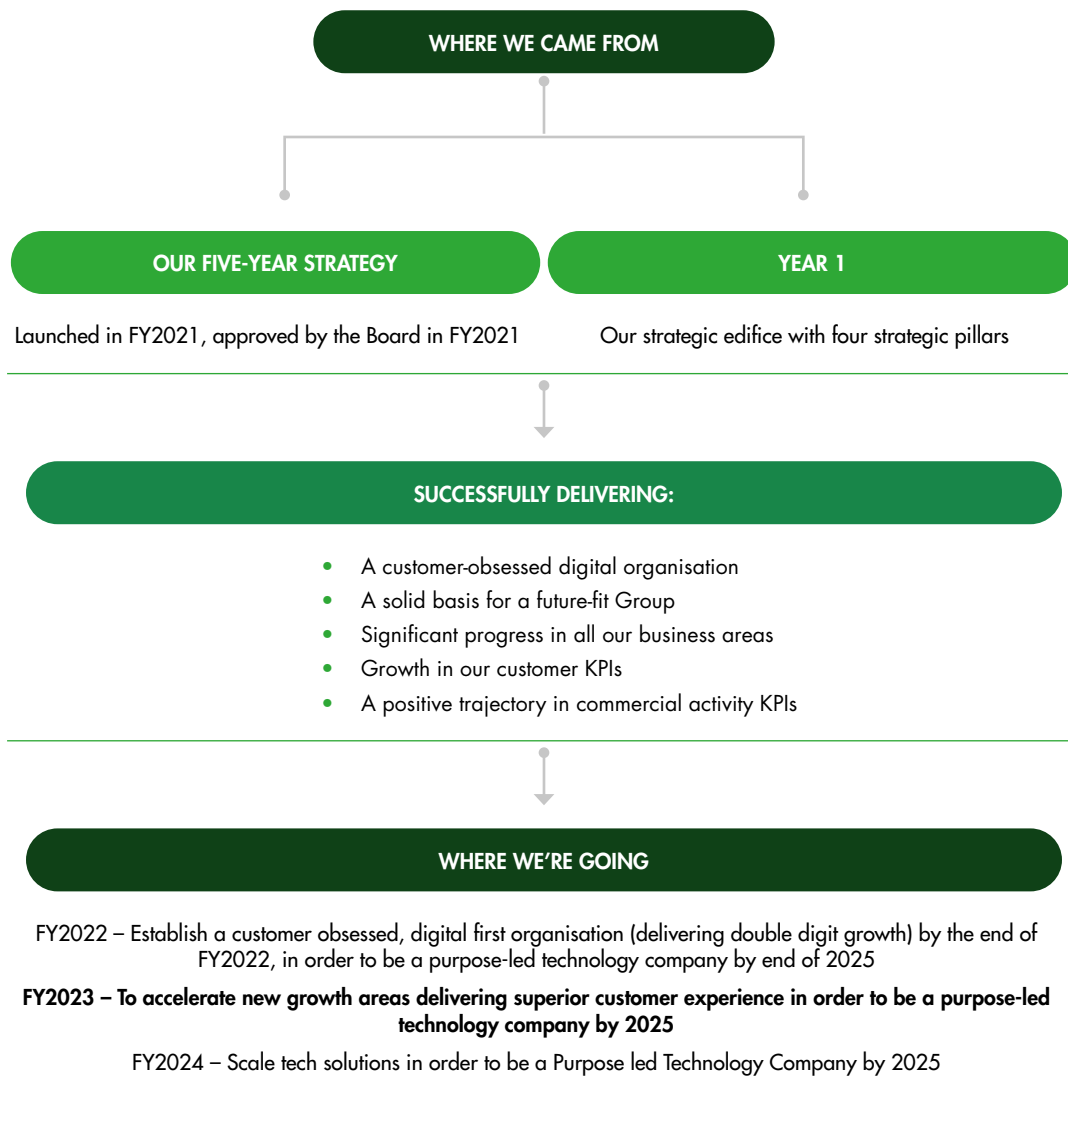 WHERE WE CAME FROM
OUR FIVE-YEAR STRATEGY
Launched in FY2021, approved by the Board in FY2021
YEAR 1
Our strategic edifice with four strategic pillars
SUCCESSFULLY DELIVERING:
• A customer-obsessed digital organisation
• A solid basis for a future-fit Group
• Significant progress in all our business areas
• Growth in our customer KPIs
• A positive trajectory in commercial activity KPIs
WHERE WE’RE GOING
FY2022 – Establish a customer obsessed, digital first organisation (delivering double digit growth) by the end of
FY2022, in order to be a purpose-led technology company by end of 2025
FY2023 – To accelerate new growth areas delivering superior customer experience in order to be a purpose-led
technology company by 2025
FY2024 – Scale tech solutions in order to be a Purpose led Technology Company by 2025